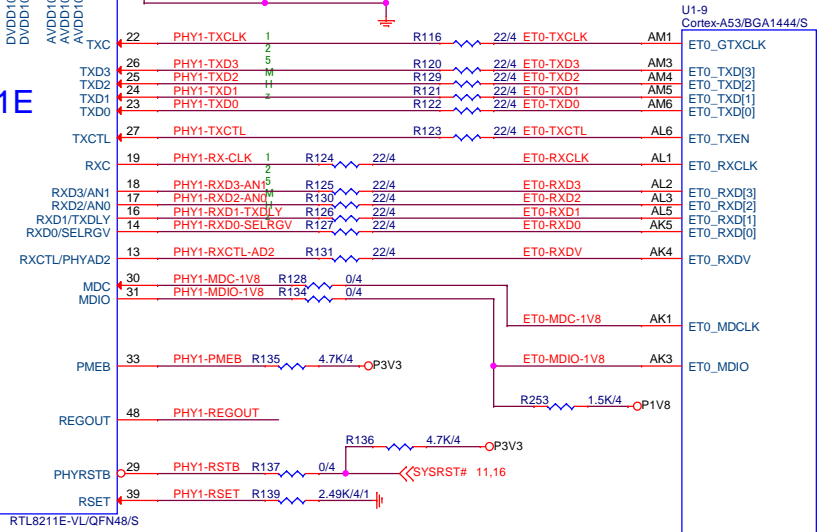 U1-9
Cortex-A53/BGA1444/S
DVDD10
DVDD10
AVDD10
AVDD10
AVDD10
1E
TXC 22 PHY1-TXCLK R116 22/4 ET0-TXCLK AM1 ET0_GTXCLK
125MHz
TXD3 26 PHY1-TXD3 R120 22/4 ET0-TXD3 AM3 ET0_TXD[3]
TXD2 25 PHY1-TXD2 R129 22/4 ET0-TXD2 AM4 ET0_TXD[2]
TXD1 24 PHY1-TXD1 R121 22/4 ET0-TXD1 AM5 ET0_TXD[1]
TXD0 23 PHY1-TXD0 R122 22/4 ET0-TXD0 AM6 ET0_TXD[0]
TXCTL 27 PHY1-TXCTL R123 22/4 ET0-TXCTL AL6 ET0_TXEN
RXC 19 PHY1-RX-CLK R124 22/4 ET0-RXCLK AL1 ET0_RXCLK
125M
RXD3/AN1 18 PHY1-RXD3-AN1 R125 22/4 ET0-RXD3 AL2 ET0_RXD[3]
RXD2/AN0 17 PHY1-RXD2-AN0 R130 22/4 ET0-RXD2 AL3 ET0_RXD[2]
RXD1/TXDLY 16 PHY1-RXD1-TXDLY R126 22/4 ET0-RXD1 AL5 ET0_RXD[1]
RXD0/SELRGV 14 PHY1-RXD0-SELRGV R127 22/4 ET0-RXD0 AK5 ET0_RXD[0]
RXCTL/PHYAD2 13 PHY1-RXCTL-AD2 R131 22/4 ET0-RXDV AK4 ET0_RXDV
MDC 30 PHY1-MDC-1V8 R128 0/4
MDIO 31 PHY1-MDIO-1V8 R134 0/4
ET0-MDC-1V8 AK1 ET0_MDCLK
PMEB 33 PHY1-PMEB R135 4.7K/4 P3V3 ET0-MDIO-1V8 AK3 ET0_MDIO
R253 1.5K/4 P1V8
REGOUT 48 PHY1-REGOUT
R136 4.7K/4 P3V3
PHYRSTB 29 PHY1-RSTB R137 0/4 SYSRST# 11,16
RSET 39 PHY1-RSET R139 2.49K/4/1
RTL8211E-VL/QFN48/S